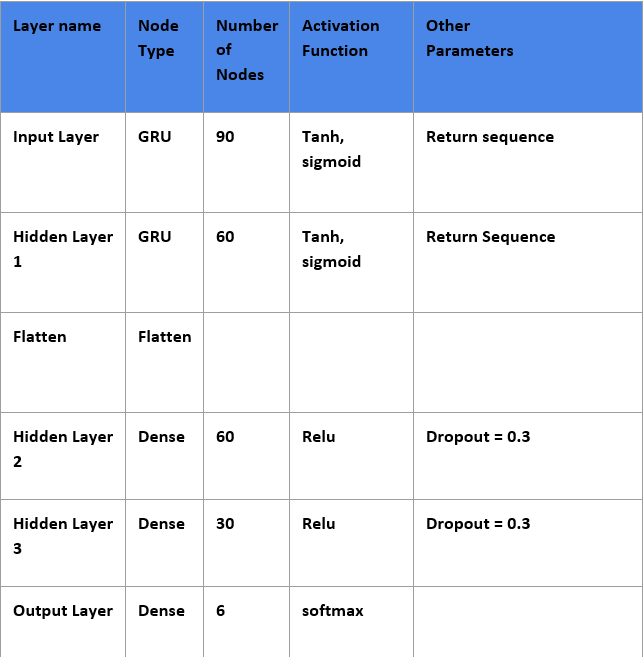 Layer name
Node
Type
Number
of
Nodes
Activation
Function
Other
Parameters
Input Layer
GRU
90
Tanh,
sigmoid
Return sequence
Hidden Layer
1
GRU
60
Tanh,
sigmoid
Return Sequence
Flatten
Flatten
Hidden Layer
2
Dense
60
Relu
Dropout = 0.3
Hidden Layer
3
Dense
30
Relu
Dropout = 0.3
Output Layer
Dense
6
softmax